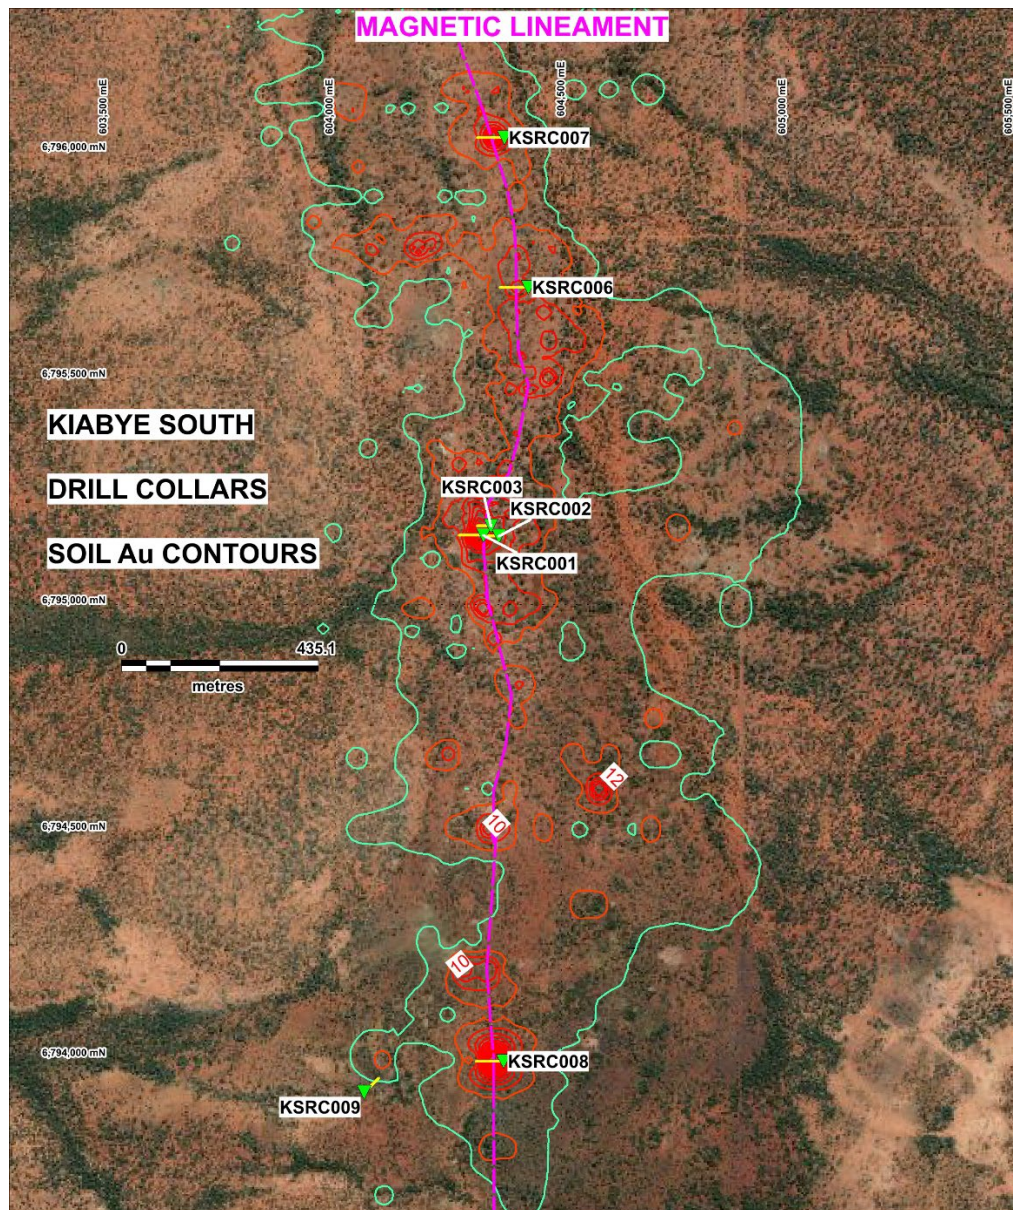 MAGNETIC LINEAMENT
603,500 mE
604,000 mE
604,500 mE
605,000 mE
605,500 mE
6,796,000 mN
KSRC007
KSRC006
6,795,500 mN
KIABYE SOUTH
DRILL COLLARS
SOIL Au CONTOURS
KSRC003
KSRC002
KSRC001
6,795,000 mN
0 435.1
metres
12
6,794,500 mN
10
10
6,794,000 mN
KSRC008
KSRC009